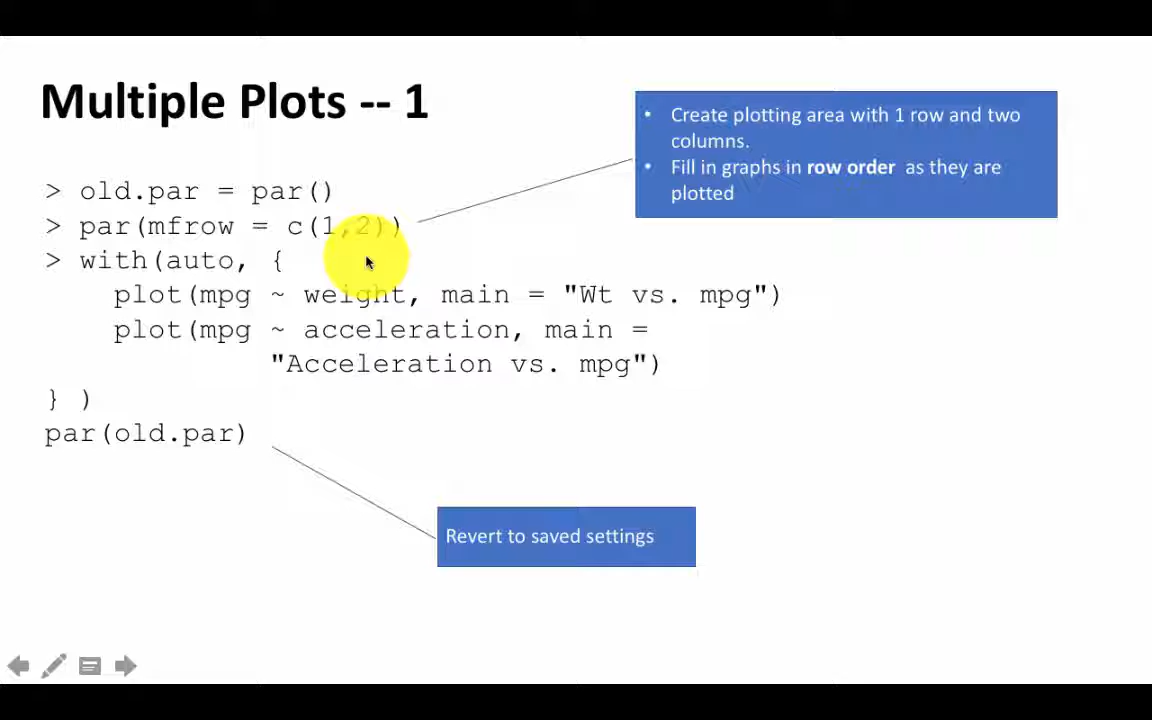 Multiple Plots -- 1
> old.par = par()
> par(mfrow = c(1,2))
> with(auto, {
plot(mpg ~ weight, main = "Wt vs. mpg")
plot(mpg ~ acceleration, main =
"Acceleration vs. mpg")
} )
par(old.par)
• Create plotting area with 1 row and two
columns.
• Fill in graphs in row order as they are
plotted
Revert to saved settings